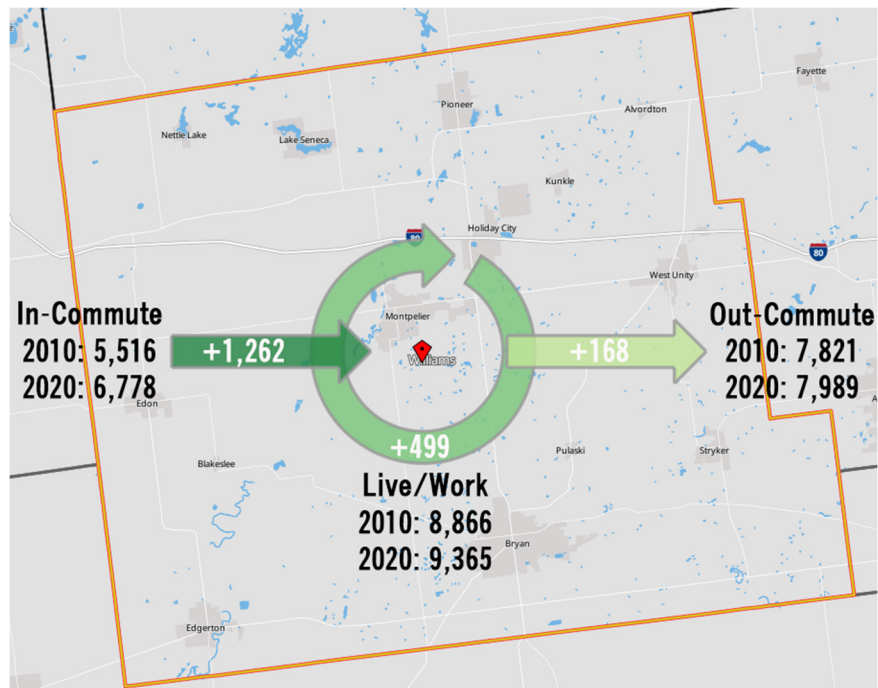 Fayette
Pioneer
Alvordton
Nettle Lake
Lake Seneca
Kunkle
Holiday City
80
80
West Unity
In-Commute
2010: 5,516
2020: 6,778
+1,262
Montpelier
Williams
+168
Out-Commute
2010: 7,821
2020: 7,989
Edon
+499
Blakeslee
Pulaski
Stryker
Live/Work
2010: 8,866
2020: 9,365
Bryan
Edgerton